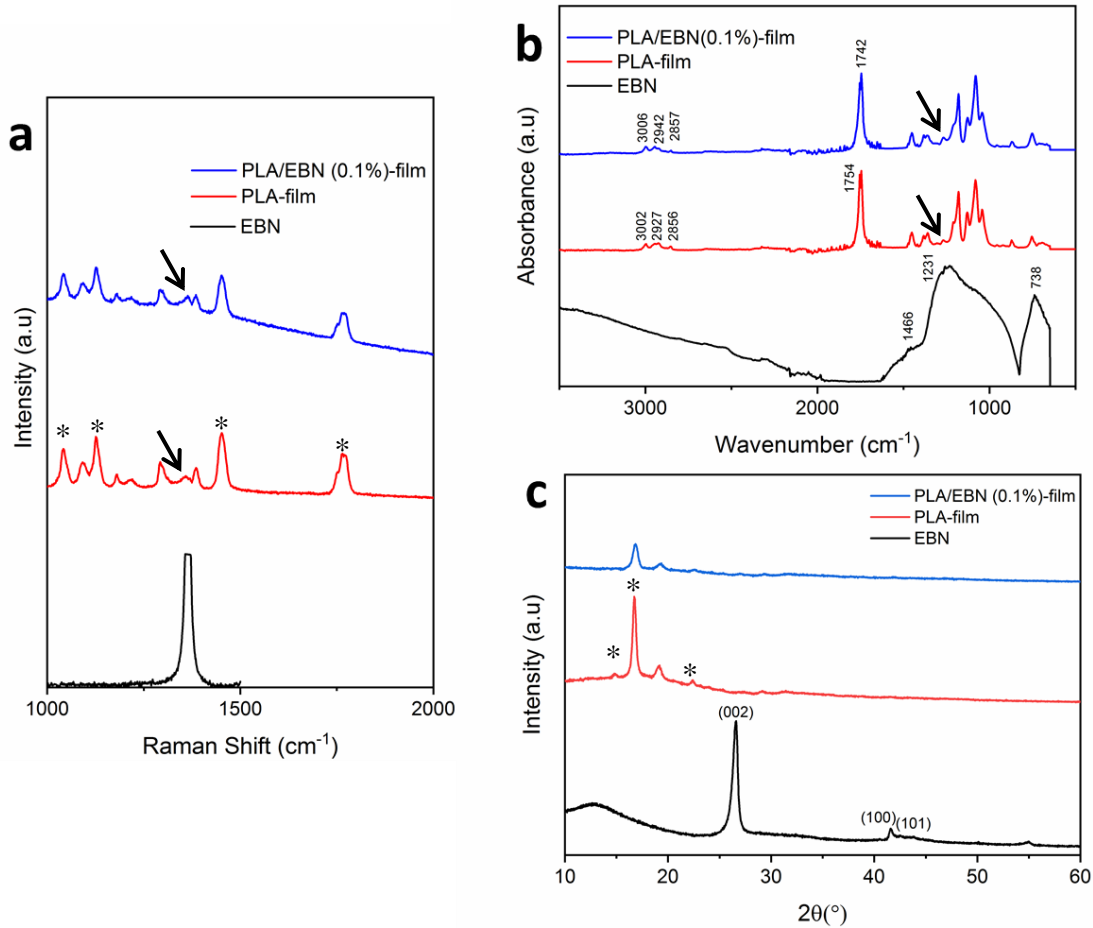 a
PLA/EBN (0.1%)-film
PLA-film
EBN
Intensity (a.u)
* * * *
1000 1500 2000
Raman Shift (cm-1)
b
PLA/EBN(0.1%)-film
PLA-film
EBN
1742
3006
2942
2857
1754
3002
2927
2856
1466
1231
738
Absorbance (a.u)
3000 2000 1000
Wavenumber (cm-1)
c
PLA/EBN (0.1%)-film
PLA-film
EBN
Intensity (a.u)
* * *
(002)
(100) (101)
10 20 30 40 50 60
2θ(°)